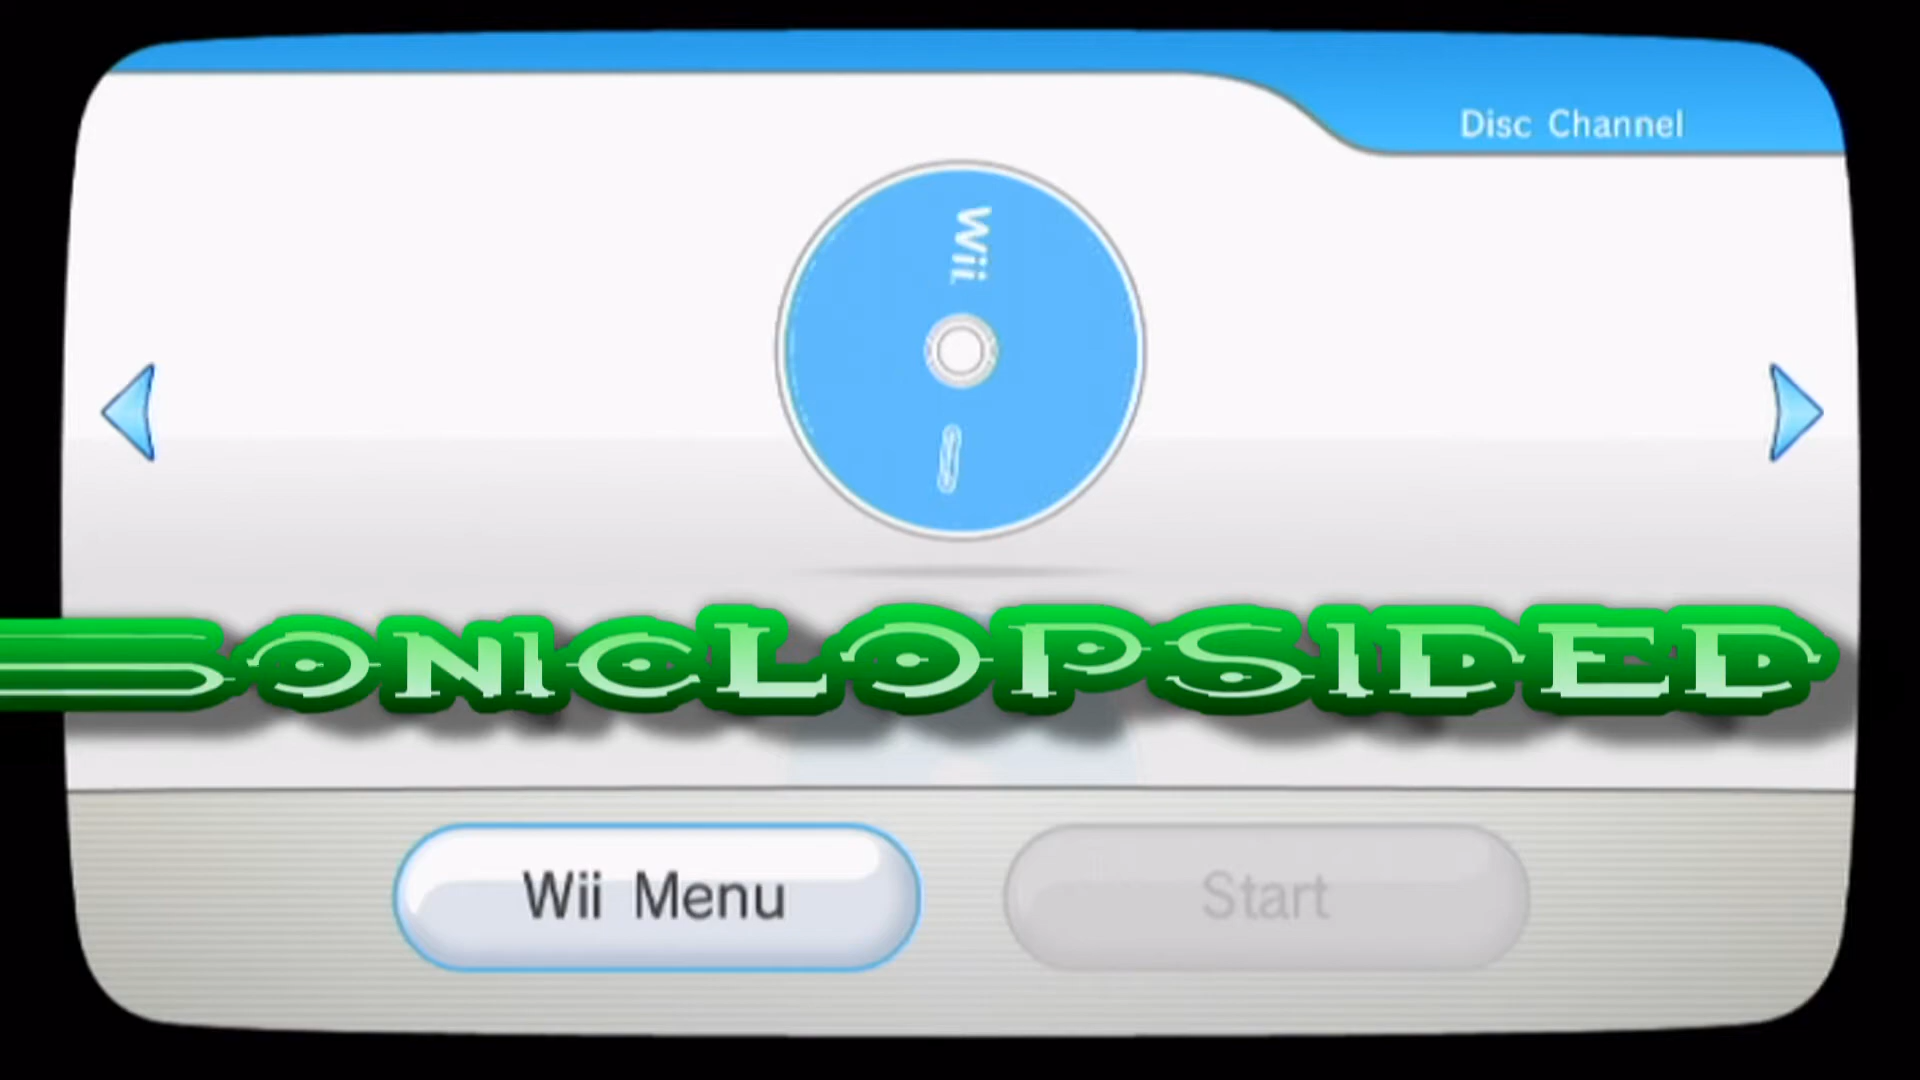 Disc Channel
Wii
SONICLOPSIDED
Wii Menu
Start